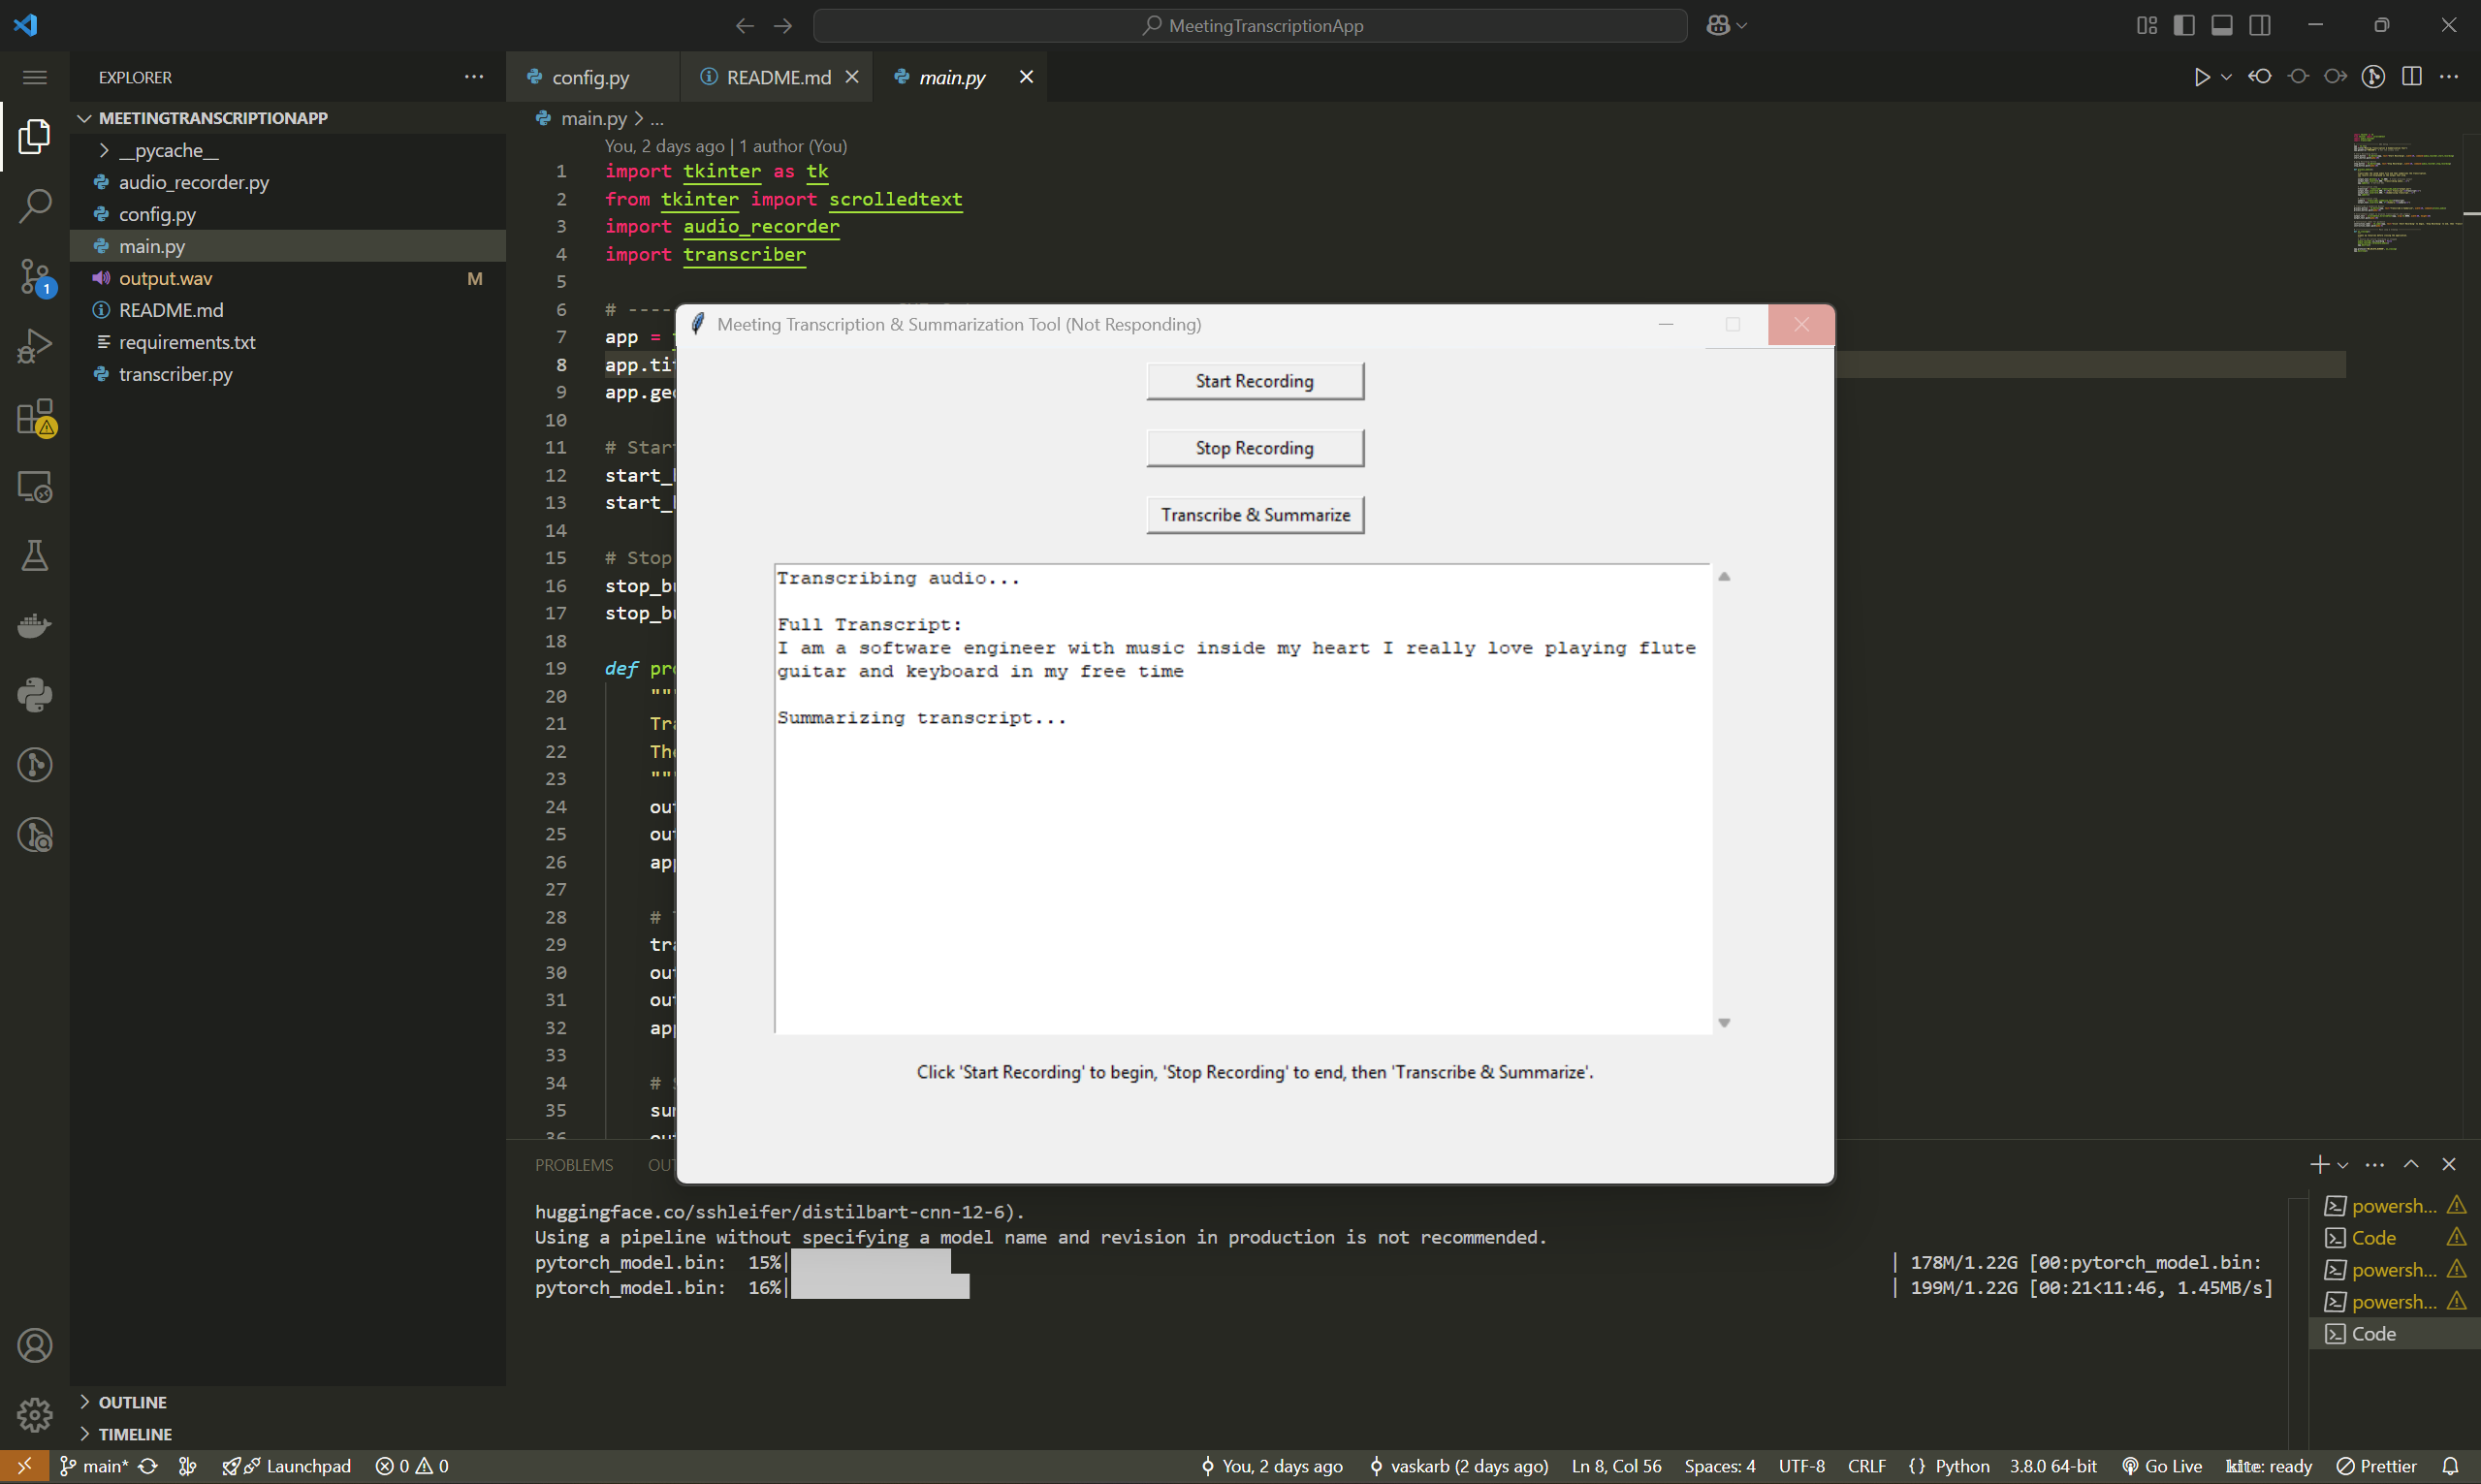 MeetingTranscriptionApp
EXPLORER
config.py
README.md
main.py
MEETINGTRANSCRIPTIONAPP
__pycache__
audio_recorder.py
config.py
main.py
output.wav M
README.md
requirements.txt
transcriber.py
1
OUTLINE
TIMELINE
main.py > ...
You, 2 days ago | 1 author (You)
1 import tkinter as tk
2 from tkinter import scrolledtext
3 import audio_recorder
4 import transcriber
5
6 # ----
7 app =
8 app.ti
9 app.ge
10
11 # Star
12 start_
13 start_
14
15 # Stop
16 stop_b
17 stop_b
18
19 def pr
20 """
21 Tra
22 The
23 """
24 ou
25 ou
26 ap
27
28 #
29 tra
30 ou
31 ou
32 ap
33
34 #
35 su
36
Meeting Transcription & Summarization Tool (Not Responding)
Start Recording
Stop Recording
Transcribe & Summarize
Transcribing audio...
Full Transcript:
I am a software engineer with music inside my heart I really love playing flute
guitar and keyboard in my free time
Summarizing transcript...
Click 'Start Recording' to begin, 'Stop Recording' to end, then 'Transcribe & Summarize'.
PROBLEMS OU
huggingface.co/sshleifer/distilbart-cnn-12-6).
Using a pipeline without specifying a model name and revision in production is not recommended.
pytorch_model.bin: 15%| | 178M/1.22G [00:pytorch_model.bin:
pytorch_model.bin: 16%| | 199M/1.22G [00:21<11:46, 1.45MB/s]
powersh...
Code
powersh...
powersh...
Code
main* Launchpad 0 0 You, 2 days ago vaskarb (2 days ago) Ln 8, Col 56 Spaces: 4 UTF-8 CRLF {} Python 3.8.0 64-bit Go Live kite: ready Prettier